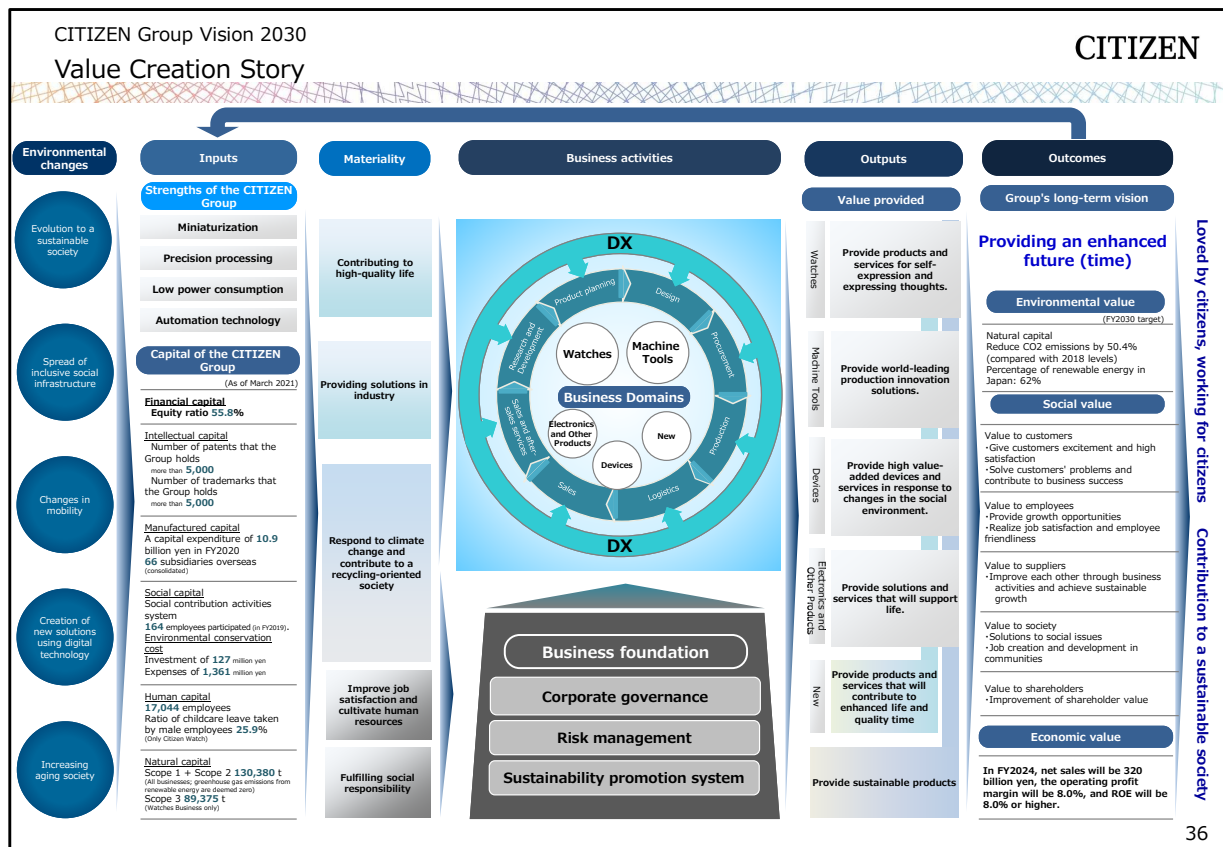 CITIZEN Group Vision 2030
Value Creation Story
CITIZEN
Environmental
changes
Evolution to a
sustainable
society
Spread of
inclusive social
infrastructure
Changes in
mobility
Creation of
new solutions
using digital
technology
Increasing
aging society
Inputs
Strengths of the CITIZEN
Group
Miniaturization
Precision processing
Low power consumption
Automation technology
Capital of the CITIZEN
Group
(As of March 2021)
Financial capital
Equity ratio 55.8%
Intellectual capital
Number of patents that the
Group holds
more than 5,000
Number of trademarks that
the Group holds
more than 5,000
Manufactured capital
A capital expenditure of 10.9
billion yen in FY2020
66 subsidiaries overseas
(consolidated)
Social capital
Social contribution activities
system
164 employees participated (in FY2019).
Environmental conservation
cost
Investment of 127 million yen
Expenses of 1,361 million yen
Human capital
17,044 employees
Ratio of childcare leave taken
by male employees 25.9%
(Only Citizen Watch)
Natural capital
Scope 1 + Scope 2 130,380 t
(All businesses; greenhouse gas emissions from
renewable energy are deemed zero)
Scope 3 89,375 t
(Watches Business only)
Materiality
Contributing to
high-quality life
Providing solutions in
industry
Respond to climate
change and
contribute to a
recycling-oriented
society
Improve job
satisfaction and
cultivate human
resources
Fulfilling social
responsibility
Business activities
DX
Product planning
Design
Procurement
Production
Logistics
Sales
Sales and after-
sales services
Research and
Development
Watches
Machine
Tools
Business Domains
Electronics
and Other
Products
New
Devices
DX
Business foundation
Corporate governance
Risk management
Sustainability promotion system
Outputs
Value provided
Watches
Provide products and
services for self-
expression and
expressing thoughts.
Machine Tools
Provide world-leading
production innovation
solutions.
Devices
Provide high value-
added devices and
services in response to
changes in the social
environment.
Electronics and
Other Products
Provide solutions and
services that will support
life.
New
Provide products and
services that will
contribute to
enhanced life and
quality time
Provide sustainable products
Outcomes
Group's long-term vision
Providing an enhanced
future (time)
Environmental value
(FY2030 target)
Natural capital
Reduce CO2 emissions by 50.4%
(compared with 2018 levels)
Percentage of renewable energy in
Japan: 62%
Social value
Value to customers
・Give customers excitement and high
satisfaction
・Solve customers' problems and
contribute to business success
Value to employees
・Provide growth opportunities
・Realize job satisfaction and employee
friendliness
Value to suppliers
・Improve each other through business
activities and achieve sustainable
growth
Value to society
・Solutions to social issues
・Job creation and development in
communities
Value to shareholders
・Improvement of shareholder value
Economic value
In FY2024, net sales will be 320
billion yen, the operating profit
margin will be 8.0%, and ROE will be
8.0% or higher.
Loved by citizens, working for citizens Contribution to a sustainable society
36